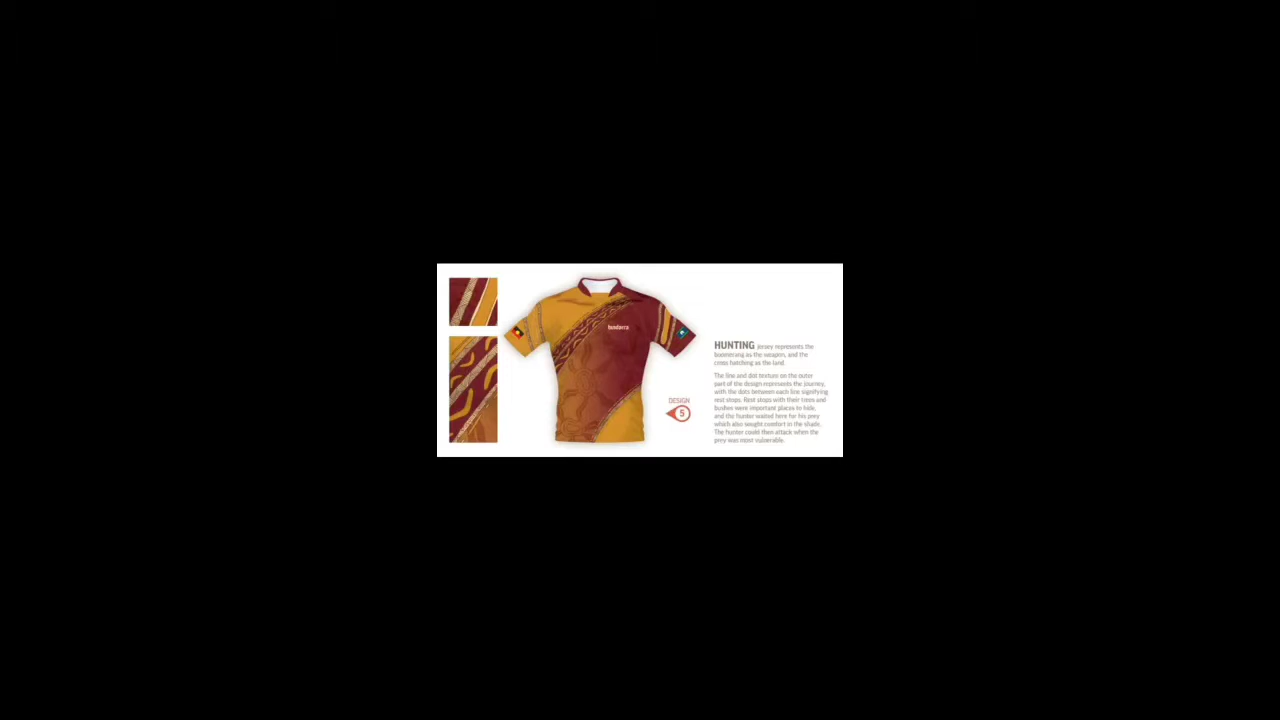 bundarra
HUNTING Jersey represents the
boomerang as the weapon, and the
cross hatching as the land.
The line and dot texture on the outer
part of the design represents the journey,
with the dots between each line signifying
rest stops. Rest stops with their trees and
bushes were important places to hide,
and the hunter waited here for his prey
which also sought comfort in the shade.
The hunter could then attack when the
prey was most vulnerable.
DESIGN
5